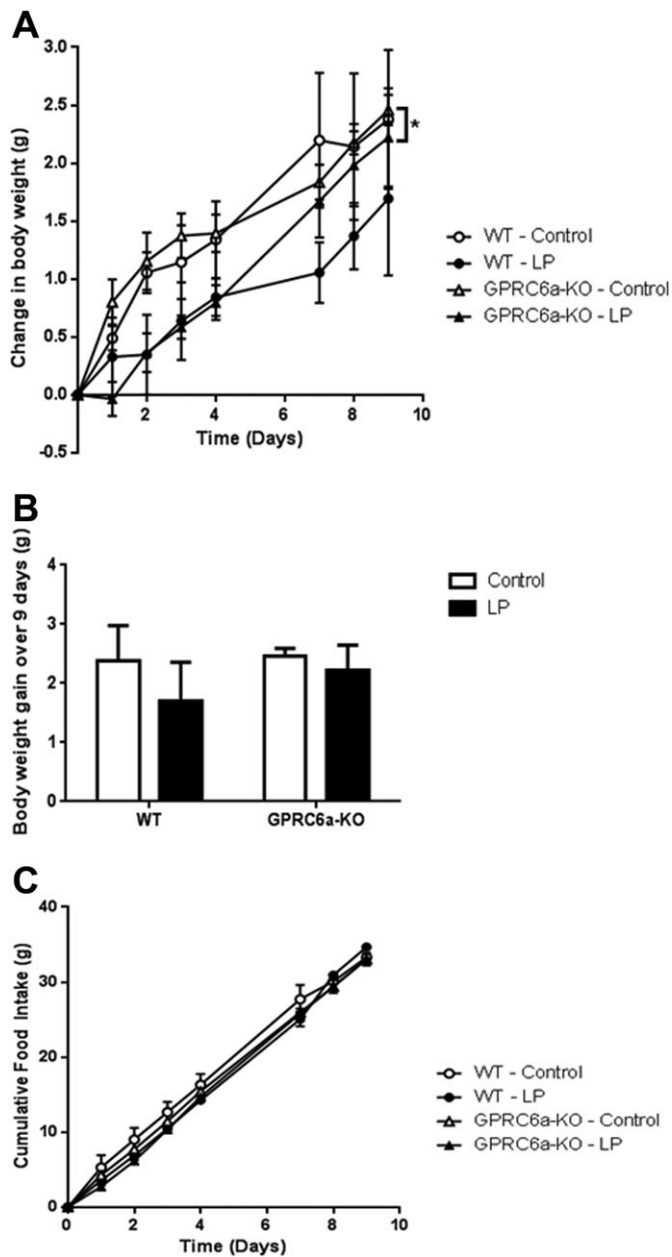 A
Change in body weight (g)
3.0
2.5
2.0
1.5
1.0
0.5
0.0
-0.5
2 4 6 8 10
Time (Days)
*
WT - Control
WT - LP
GPRC6a-KO - Control
GPRC6a-KO - LP
B
Body weight gain over 9 days (g)
4
3
2
1
0
WT GPRC6a-KO
Control
LP
C
Cumulative Food Intake (g)
40
30
20
10
0
0 2 4 6 8 10
Time (Days)
WT - Control
WT - LP
GPRC6a-KO - Control
GPRC6a-KO - LP